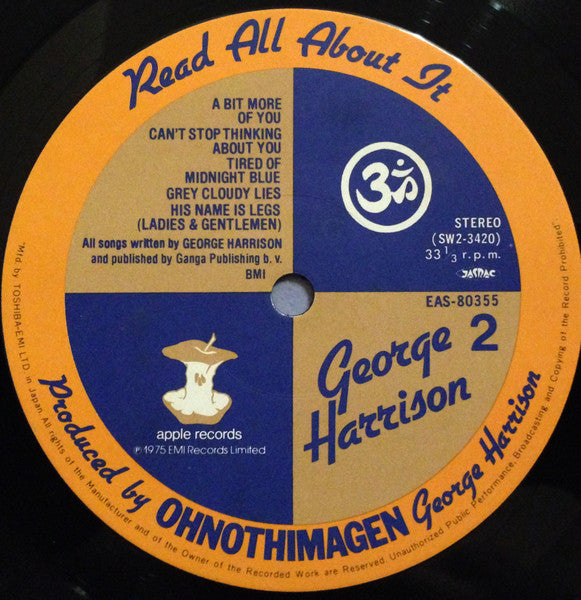 Read All About It
A BIT MORE
OF YOU
CAN'T STOP THINKING
ABOUT YOU
TIRED OF
MIDNIGHT BLUE
GREY CLOUDY LIES
HIS NAME IS LEGS
(LADIES & GENTLEMEN)
All songs written by GEORGE HARRISON
and published by Ganga Publishing b. v.
BMI
ॐ
STEREO
(SW2-3420)
33 1/3 r.p.m.
JASRAC
EAS-80355
George 2
Harrison
apple records
℗ 1975 EMI Records Limited
Produced by OHNOTHIMAGEN George Harrison
Mfd. by TOSHIBA-EMI LTD. in Japan. All rights of the Manufacturer and of the Owner of the Recorded Work are Reserved. Unauthorized Public Performance, Broadcasting and Copying of the Record Prohibited